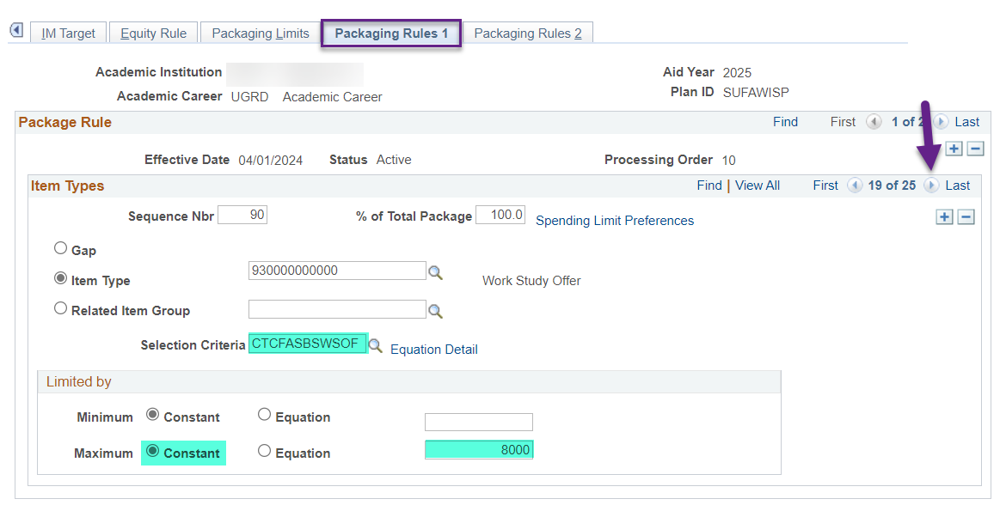 IM Target Equity Rule Packaging Limits Packaging Rules 1 Packaging Rules 2
Academic Institution Aid Year 2025
Academic Career UGRD Academic Career Plan ID SUFAWISP
Package Rule Find First 1 of 2 Last
Effective Date 04/01/2024 Status Active Processing Order 10
Item Types Find | View All First 19 of 25 Last
Sequence Nbr 90 % of Total Package 100.0 Spending Limit Preferences
Gap
Item Type 930000000000 Work Study Offer
Related Item Group
Selection Criteria CTCFASBSWSOF Equation Detail
Limited by
Minimum Constant Equation
Maximum Constant Equation 8000